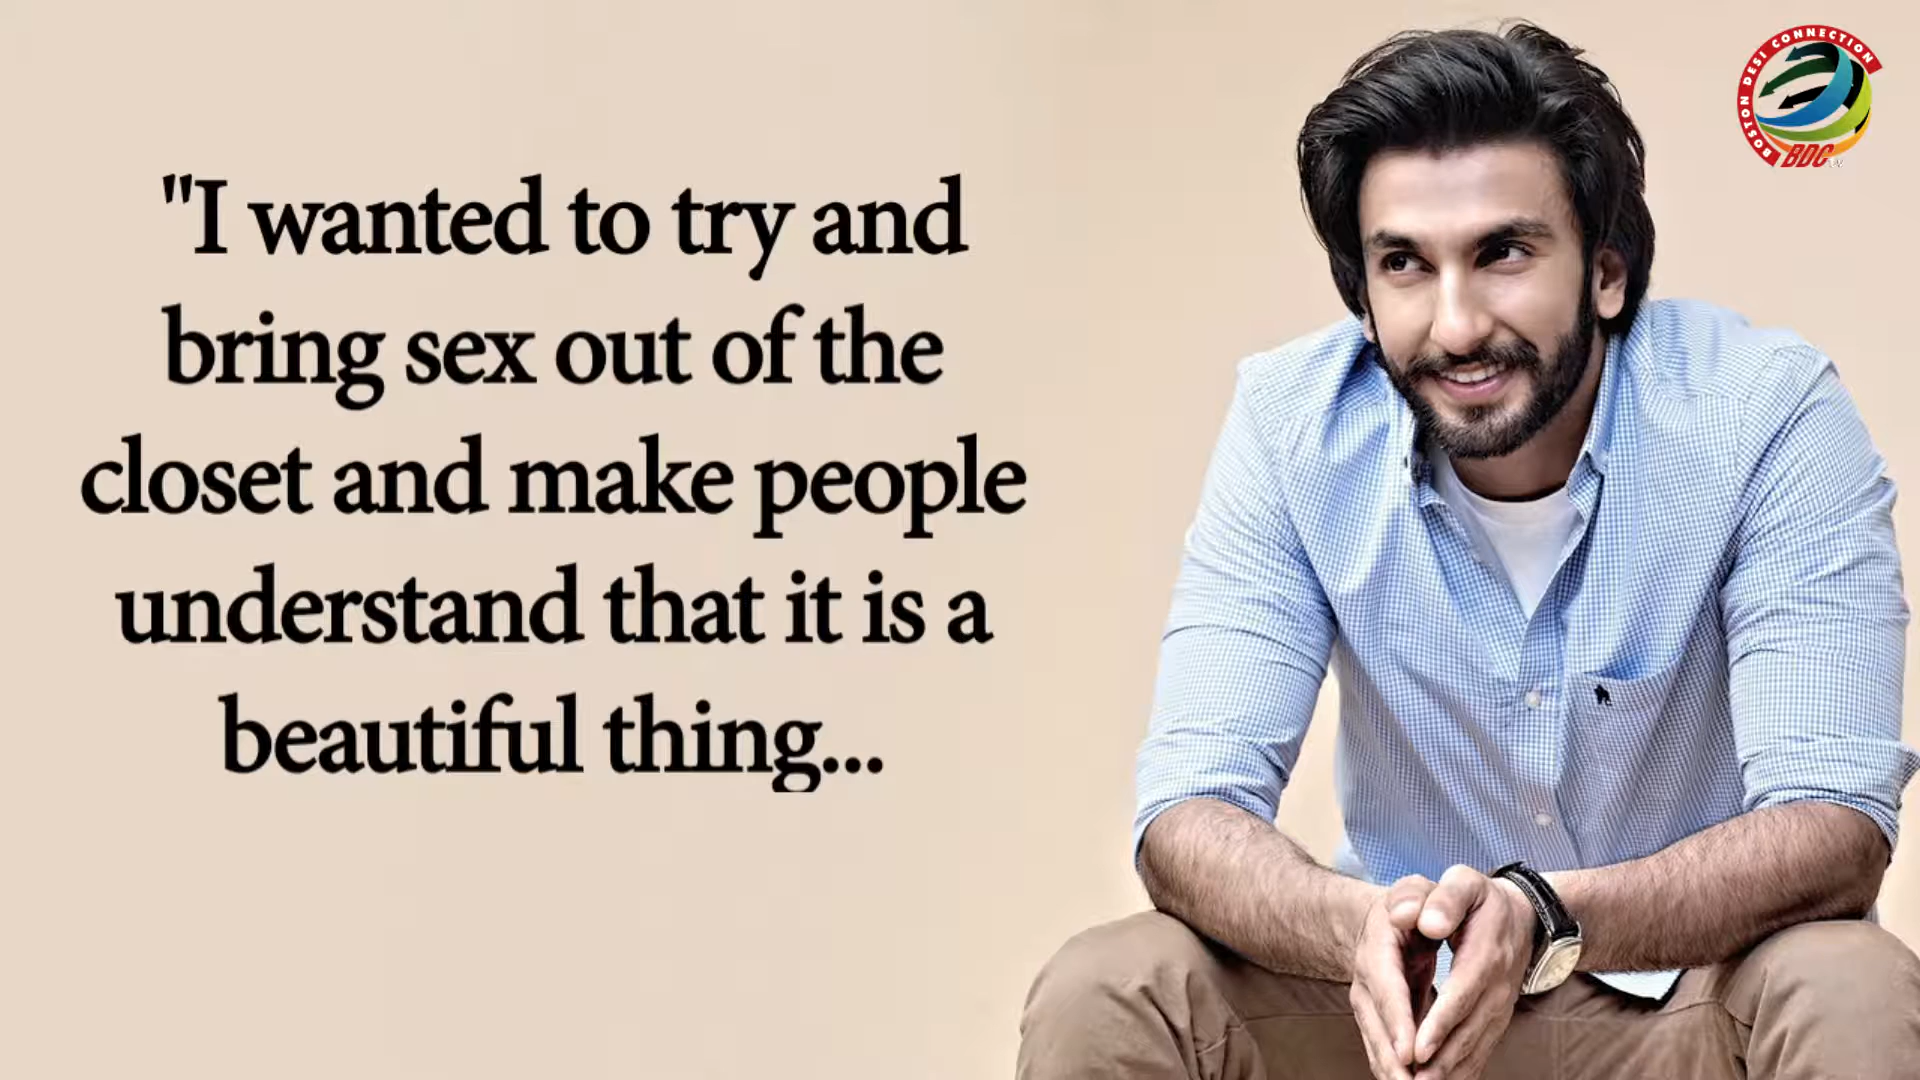 "I wanted to try and
bring sex out of the
closet and make people
understand that it is a
beautiful thing...
BOSTON DESI CONNECTION
BDC